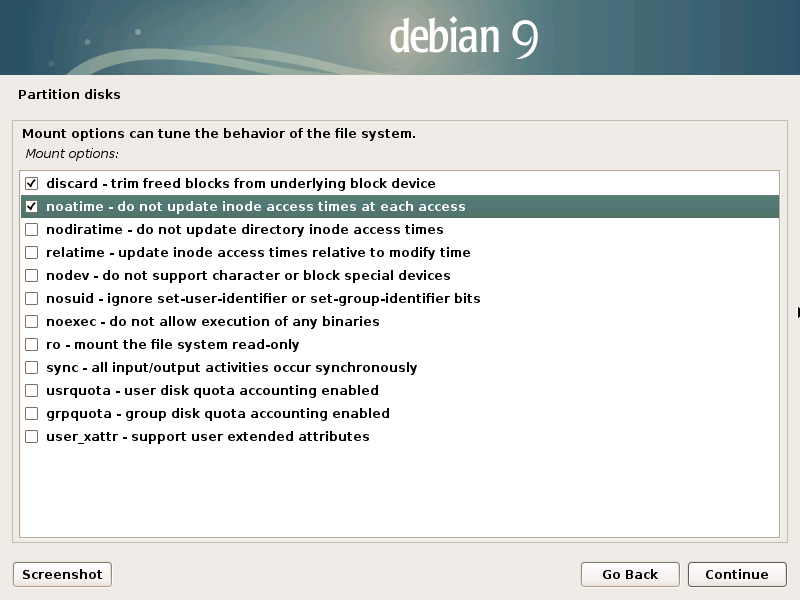 debian 9
Partition disks
Mount options can tune the behavior of the file system.
Mount options:
discard - trim freed blocks from underlying block device
noatime - do not update inode access times at each access
nodiratime - do not update directory inode access times
relatime - update inode access times relative to modify time
nodev - do not support character or block special devices
nosuid - ignore set-user-identifier or set-group-identifier bits
noexec - do not allow execution of any binaries
ro - mount the file system read-only
sync - all input/output activities occur synchronously
usrquota - user disk quota accounting enabled
grpquota - group disk quota accounting enabled
user_xattr - support user extended attributes
Screenshot Go Back Continue